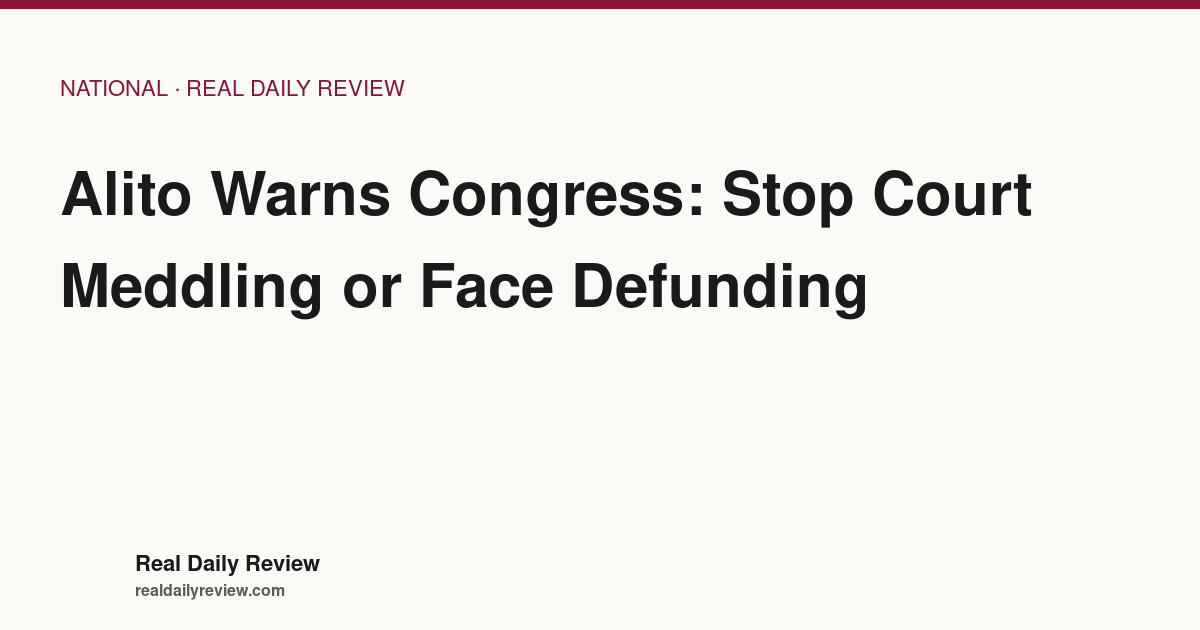 NATIONAL · REAL DAILY REVIEW
Alito Warns Congress: Stop Court
Meddling or Face Defunding
Real Daily Review
realdailyreview.com